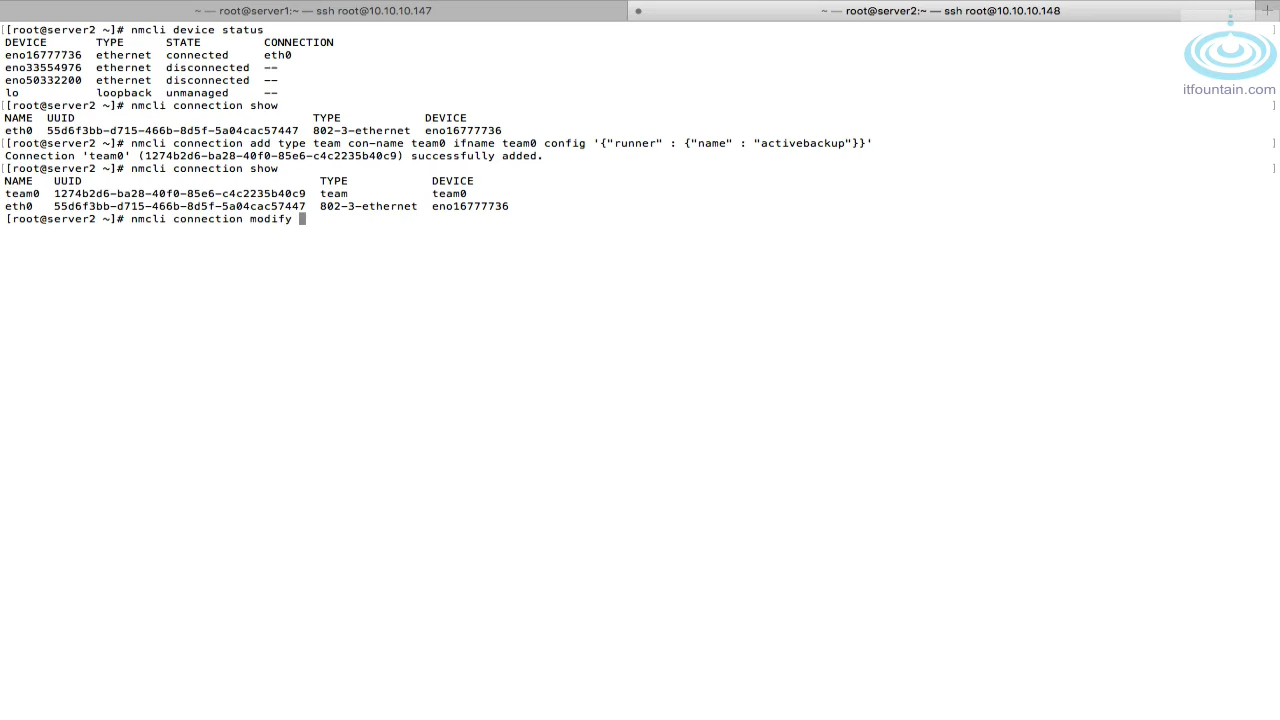 ~ — root@server1:~ — ssh root@10.10.10.147
~ — root@server2:~ — ssh root@10.10.10.148
[[root@server2 ~]# nmcli device status ]
DEVICE TYPE STATE CONNECTION
eno16777736 ethernet connected eth0
eno33554976 ethernet disconnected --
eno50332200 ethernet disconnected --
lo loopback unmanaged --
[[root@server2 ~]# nmcli connection show ]
NAME UUID TYPE DEVICE
eth0 55d6f3bb-d715-466b-8d5f-5a04cac57447 802-3-ethernet eno16777736
[[root@server2 ~]# nmcli connection add type team con-name team0 ifname team0 config '{"runner" : {"name" : "activebackup"}}' ]
Connection 'team0' (1274b2d6-ba28-40f0-85e6-c4c2235b40c9) successfully added.
[[root@server2 ~]# nmcli connection show ]
NAME UUID TYPE DEVICE
team0 1274b2d6-ba28-40f0-85e6-c4c2235b40c9 team team0
eth0 55d6f3bb-d715-466b-8d5f-5a04cac57447 802-3-ethernet eno16777736
[root@server2 ~]# nmcli connection modify
itfountain.com